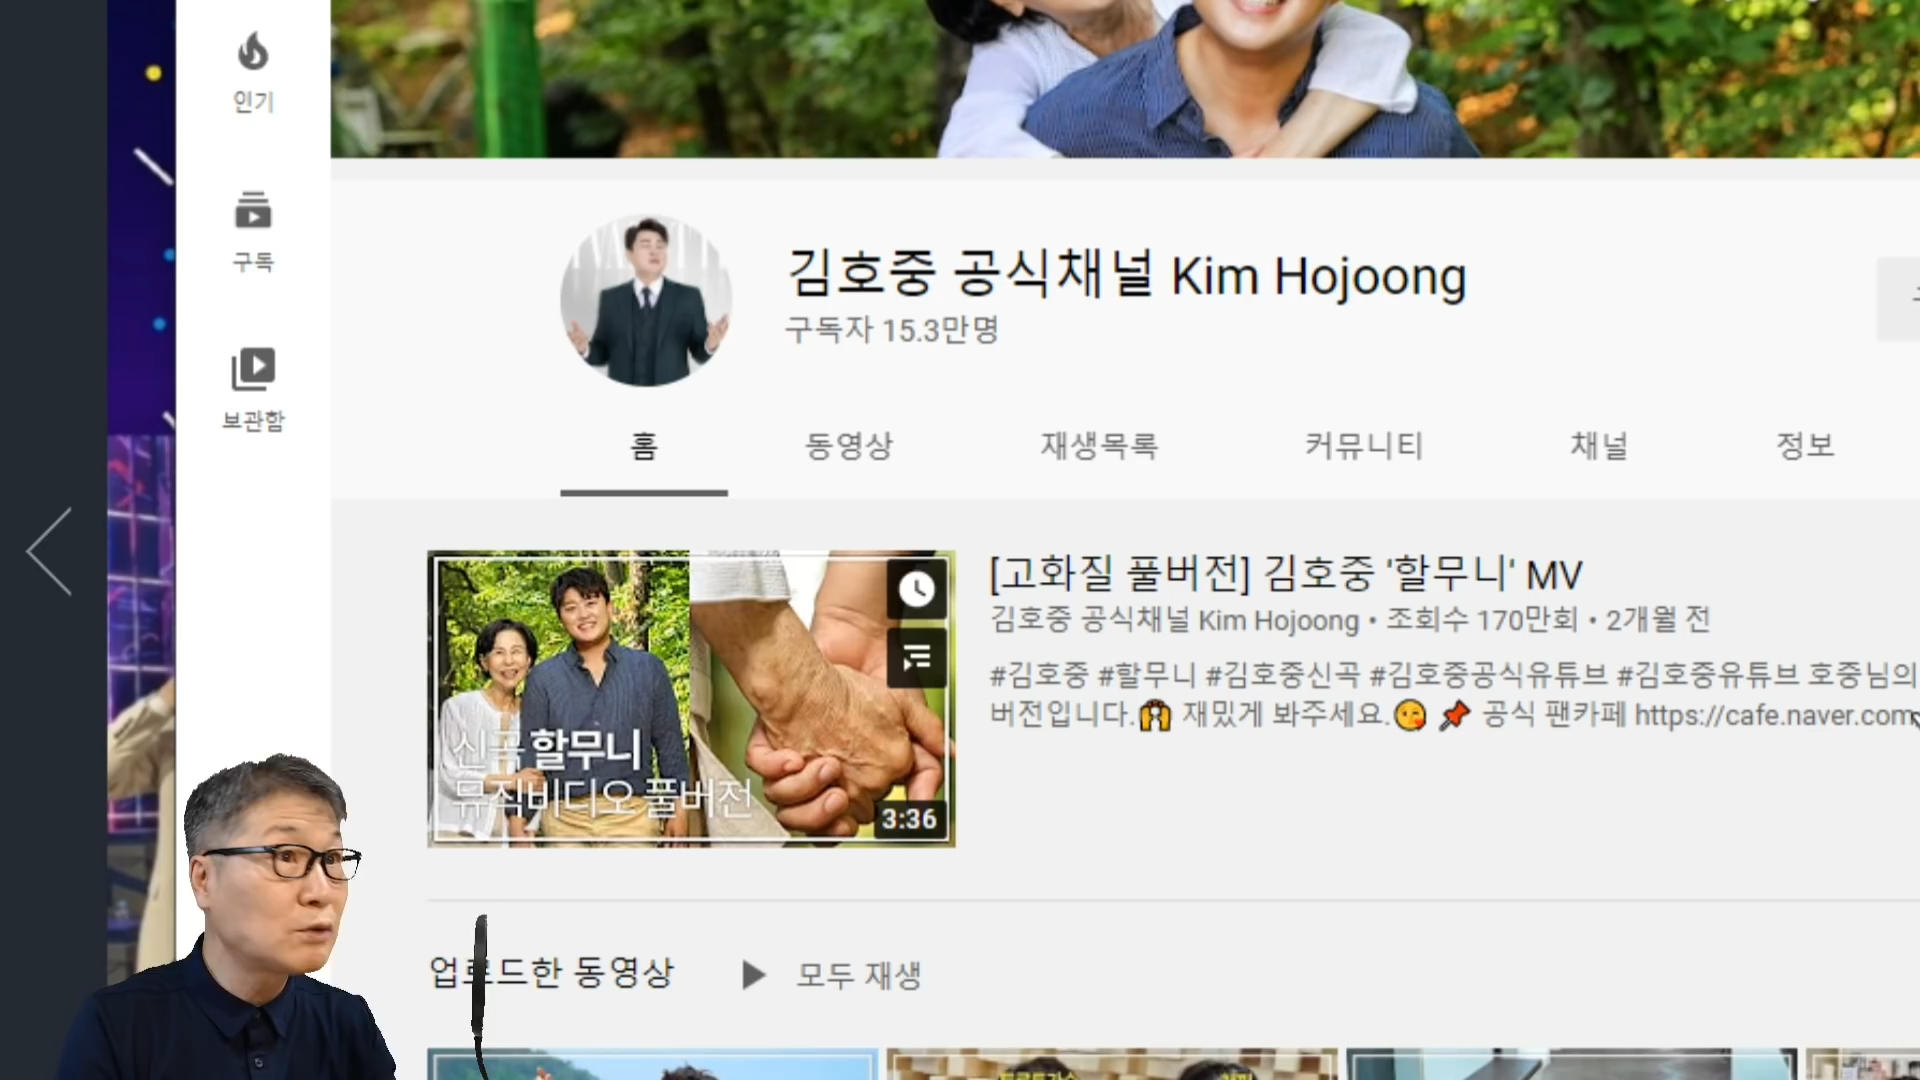 인기
구독
보관함
김호중 공식채널 Kim Hojoong
구독자 15.3만명
홈 동영상 재생목록 커뮤니티 채널 정보
[고화질 풀버전] 김호중 '할무니' MV
김호중 공식채널 Kim Hojoong • 조회수 170만회 • 2개월 전
#김호중 #할무니 #김호중신곡 #김호중공식유튜브 #김호중유튜브 호중님의
버전입니다.🙌 재밌게 봐주세요.😘 📌 공식 팬카페 https://cafe.naver.com
신곡 할무니
뮤직비디오 풀버전
3:36
업로드한 동영상 ▶ 모두 재생